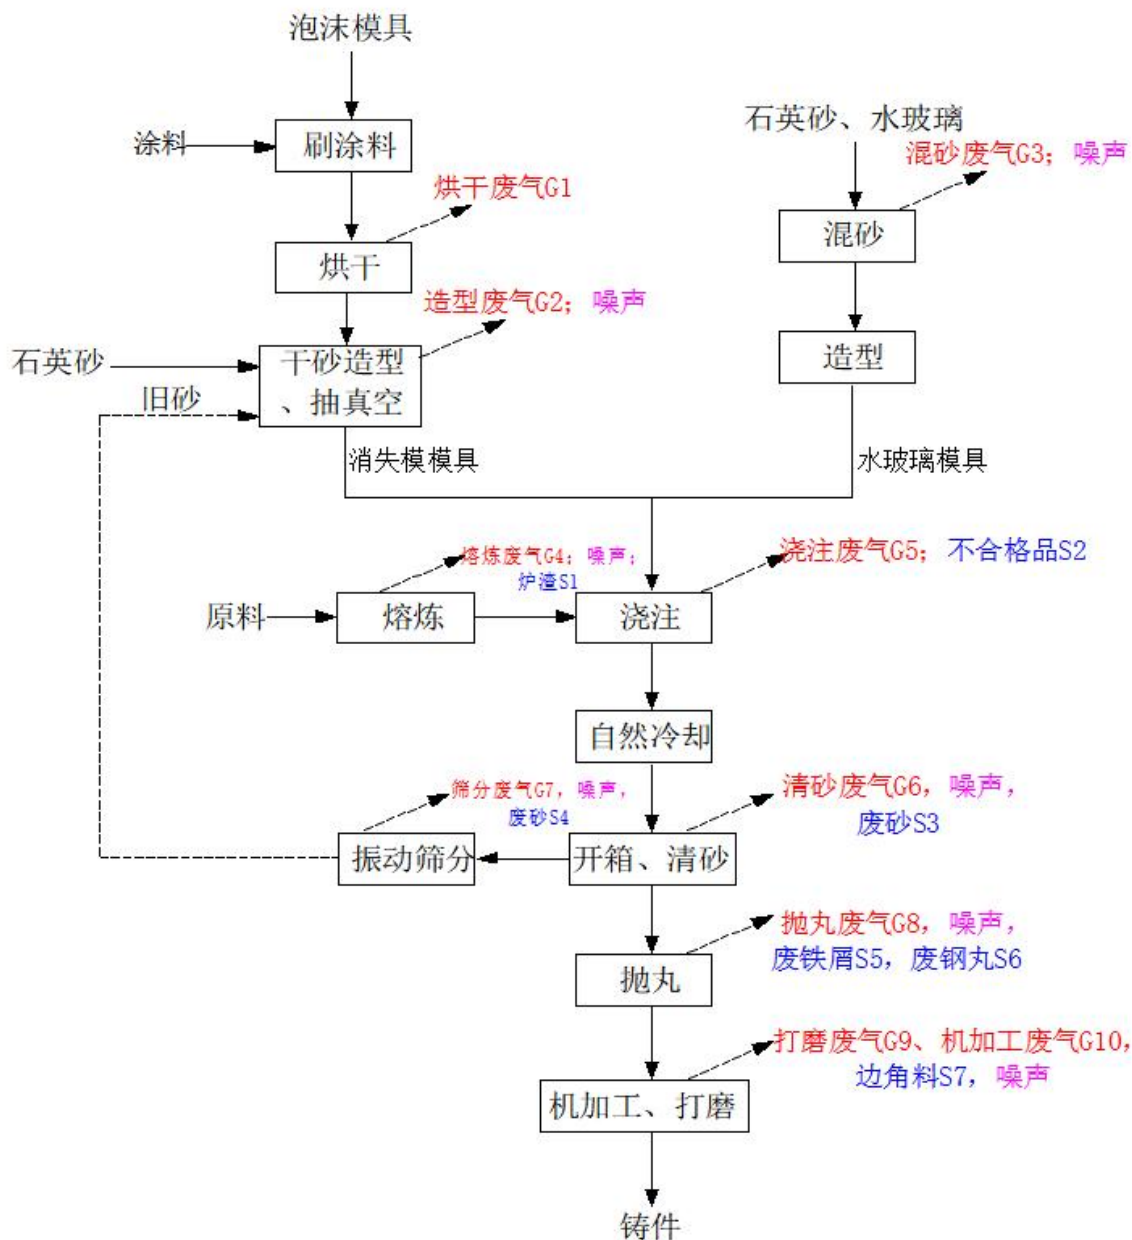 泡沫模具
涂料
刷涂料
石英砂、水玻璃
混砂废气G3；噪声
烘干废气G1
混砂
烘干
造型废气G2；噪声
石英砂
干砂造型
、抽真空
造型
旧砂
消失模模具
水玻璃模具
熔炼废气G4；噪声；
炉渣S1
浇注废气G5；不合格品S2
原料
熔炼
浇注
自然冷却
筛分废气G7，噪声，
废砂S4
清砂废气G6，噪声，
废砂S3
振动筛分
开箱、清砂
抛丸废气G8，噪声，
废铁屑S5，废钢丸S6
抛丸
打磨废气G9、机加工废气G10，
边角料S7，噪声
机加工、打磨
铸件